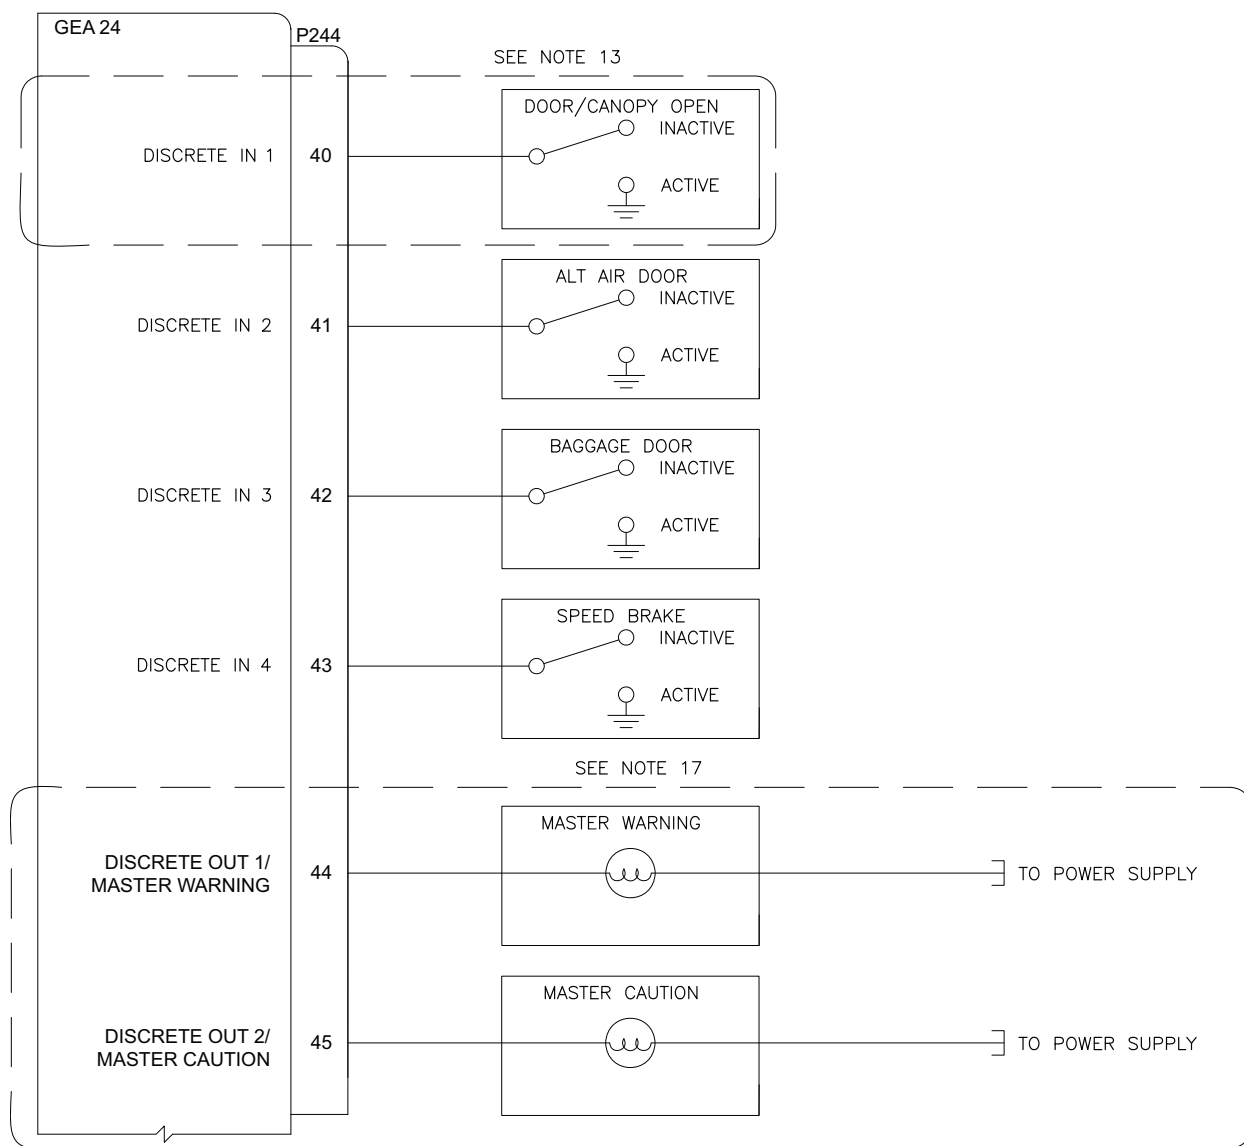 GEA 24
P244
SEE NOTE 13
DOOR/CANOPY OPEN
INACTIVE
DISCRETE IN 1
40
ACTIVE
ALT AIR DOOR
INACTIVE
DISCRETE IN 2
41
ACTIVE
BAGGAGE DOOR
INACTIVE
DISCRETE IN 3
42
ACTIVE
SPEED BRAKE
INACTIVE
DISCRETE IN 4
43
ACTIVE
SEE NOTE 17
MASTER WARNING
DISCRETE OUT 1/
MASTER WARNING
44
TO POWER SUPPLY
MASTER CAUTION
DISCRETE OUT 2/
MASTER CAUTION
45
TO POWER SUPPLY